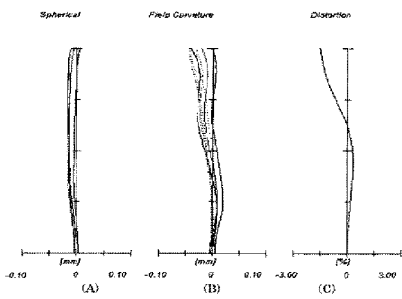 Spherical Field Curvature Distortion
[mm] [mm] [%]
-0.10 0 0.10 -0.10 0 0.10 -3.00 0 3.00
(A) (B) (C)